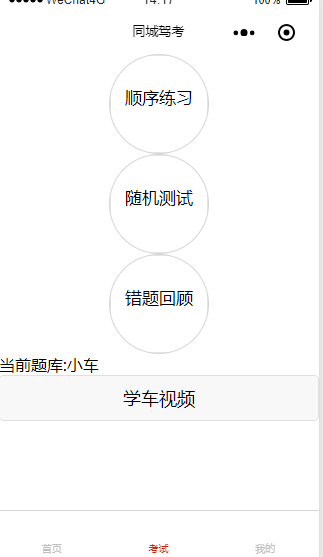 WeChat4G 14:17 100%
同城驾考
顺序练习
随机测试
错题回顾
当前题库:小车
学车视频
首页 考试 我的